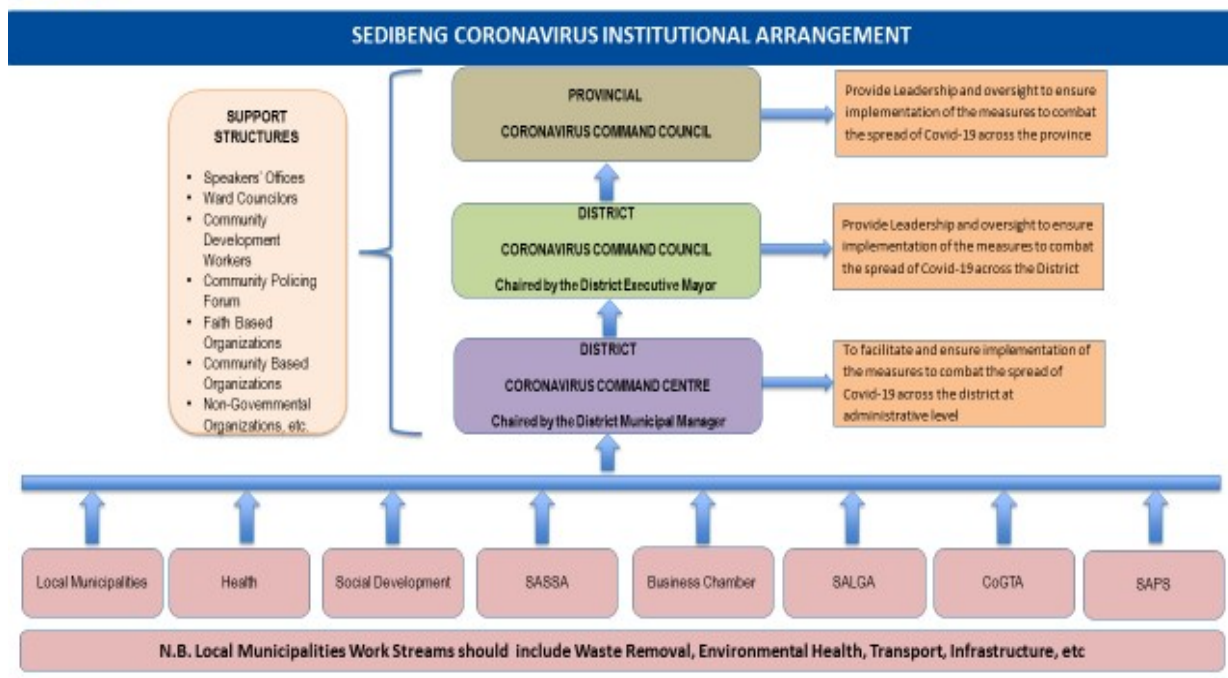 SEDIBENG CORONAVIRUS INSTITUTIONAL ARRANGEMENT
SUPPORT
STRUCTURES
• Speakers' Offices
• Ward Councilors
• Community
Development
Workers
• Community Policing
Forum
• Faith Based
Organizations
• Community Based
Organizations
• Non-Governmental
Organizations, etc.
PROVINCIAL
CORONAVIRUS COMMAND COUNCIL
Provide Leadership and oversight to ensure
implementation of the measures to combat
the spread of Covid-19 across the province
DISTRICT
CORONAVIRUS COMMAND COUNCIL
Chaired by the District Executive Mayor
Provide Leadership and oversight to ensure
implementation of the measures to combat
the spread of Covid-19 across the District
DISTRICT
CORONAVIRUS COMMAND CENTRE
Chaired by the District Municipal Manager
To facilitate and ensure implementation of
the measures to combat the spread of
Covid-19 across the district at
administrative level
Local Municipalities
Health
Social Development
SASSA
Business Chamber
SALGA
CoGTA
SAPS
N.B. Local Municipalities Work Streams should include Waste Removal, Environmental Health, Transport, Infrastructure, etc